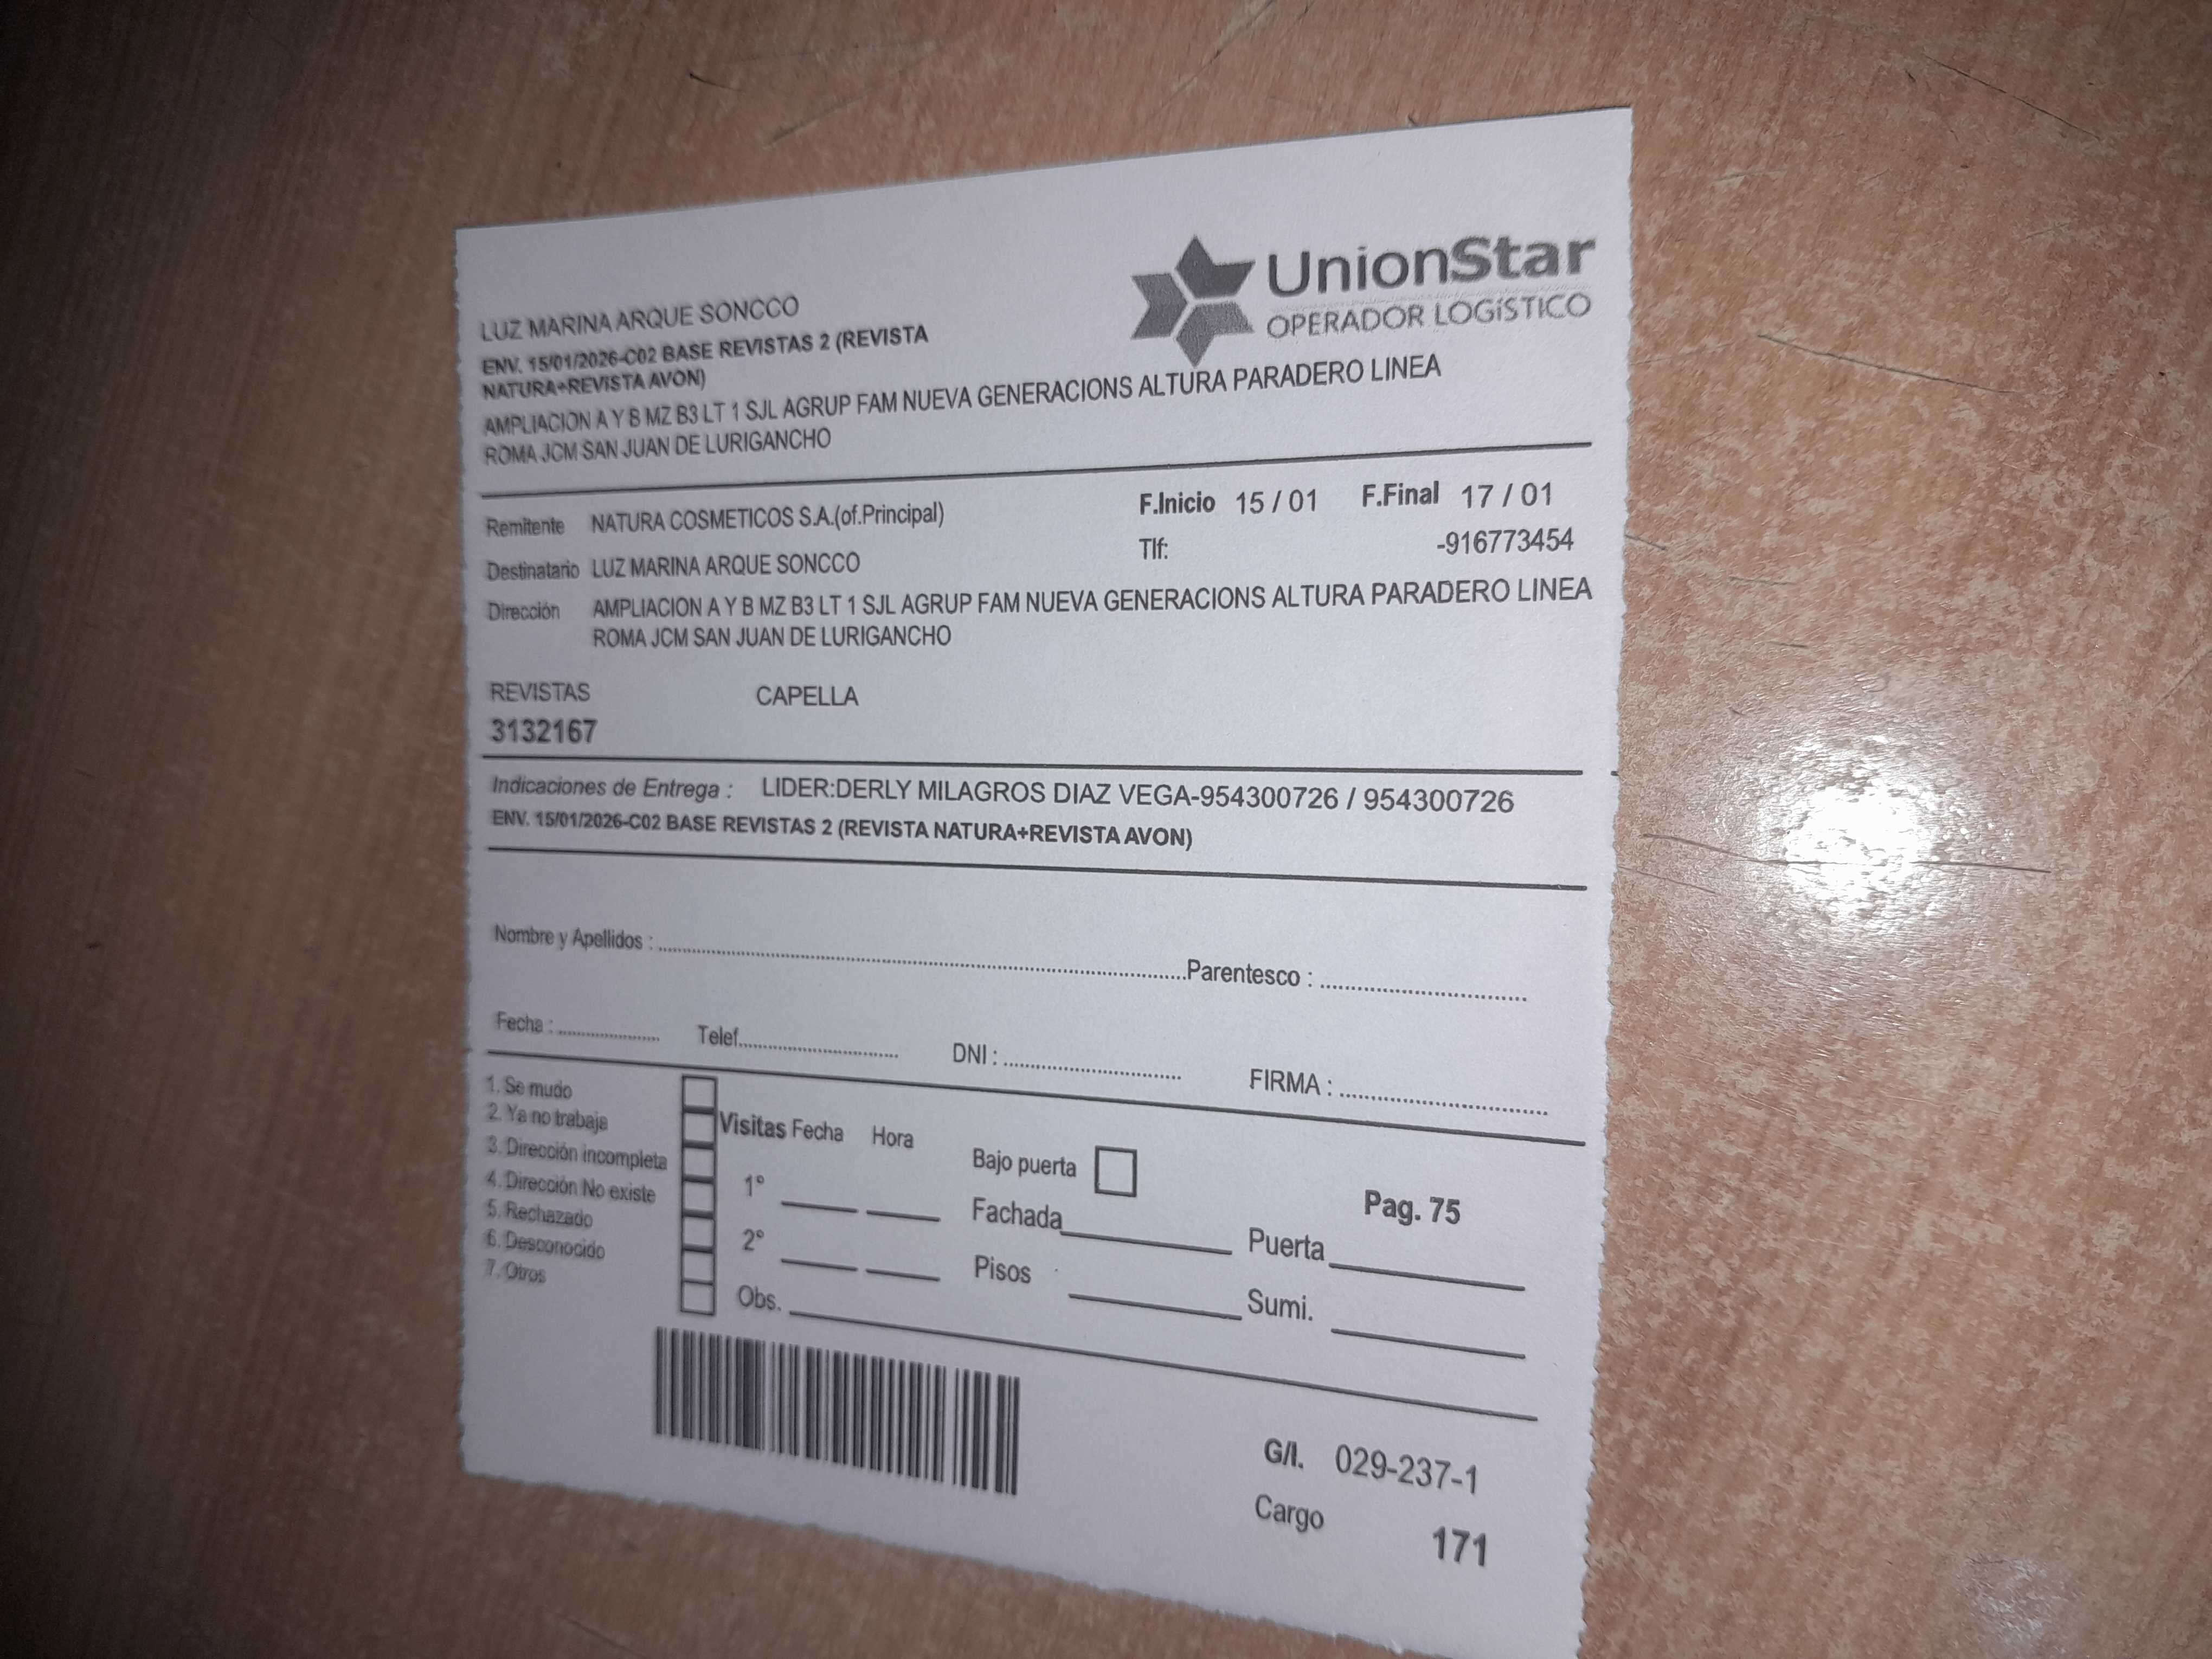 UnionStar
OPERADOR LOGÍSTICO
LUZ MARINA ARQUE SONCCO
ENV. 15/01/2026-C02 BASE REVISTAS 2 (REVISTA
NATURA+REVISTA AVON)
AMPLIACION A Y B MZ B3 LT 1 SJL AGRUP FAM NUEVA GENERACIONS ALTURA PARADERO LINEA
ROMA JCM SAN JUAN DE LURIGANCHO
Remitente NATURA COSMETICOS S.A.(of.Principal) F.Inicio 15 / 01 F.Final 17 / 01
Destinatario LUZ MARINA ARQUE SONCCO Tlf: -916773454
Dirección AMPLIACION A Y B MZ B3 LT 1 SJL AGRUP FAM NUEVA GENERACIONS ALTURA PARADERO LINEA
ROMA JCM SAN JUAN DE LURIGANCHO
REVISTAS CAPELLA
3132167
Indicaciones de Entrega : LIDER:DERLY MILAGROS DIAZ VEGA-954300726 / 954300726
ENV. 15/01/2026-C02 BASE REVISTAS 2 (REVISTA NATURA+REVISTA AVON)
Nombre y Apellidos : Parentesco :
Fecha : Telef. DNI : FIRMA :
1. Se mudo
2. Ya no trabaja Visitas Fecha Hora
3. Dirección incompleta Bajo puerta
4. Dirección No existe 1° Pag. 75
5. Rechazado Fachada Puerta
6. Desconocido 2° Pisos
7. Otros Obs. Sumi.
G/I. 029-237-1
Cargo 171